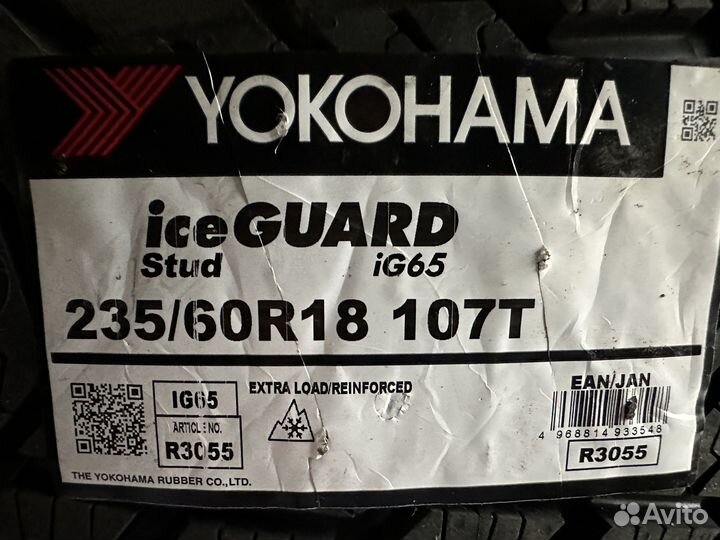 YOKOHAMA
iceGUARD
Stud iG65
235/60R18 107T
IG65
ARTICLE NO.
R3055
EXTRA LOAD/REINFORCED
EAN/JAN
4 968814 933548
R3055
THE YOKOHAMA RUBBER CO.,LTD.
Avito